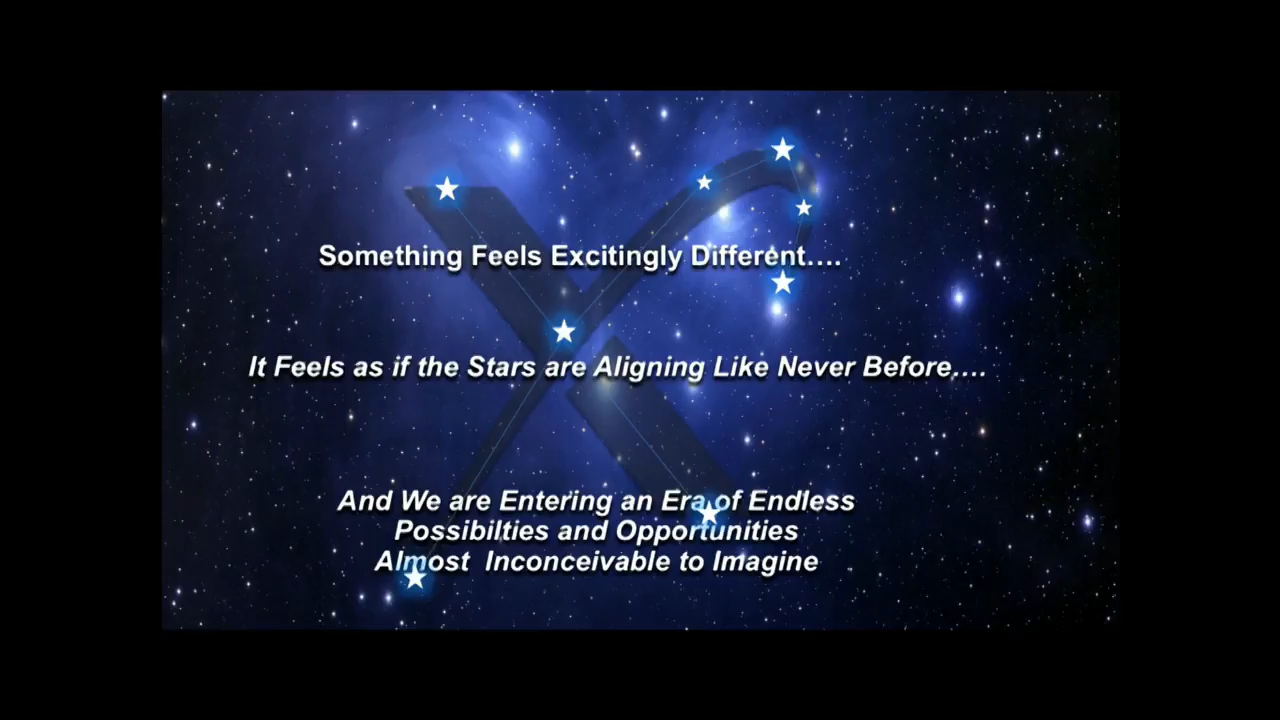 Something Feels Excitingly Different....
It Feels as if the Stars are Aligning Like Never Before....
And We are Entering an Era of Endless
Possibilties and Opportunities
Almost Inconceivable to Imagine